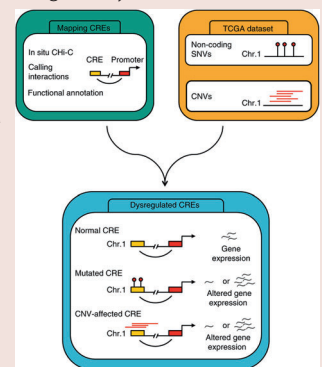 Mapping CREs
In situ CHi-C
Calling
interactions
CRE Promoter
Functional annotation
TCGA dataset
Non-coding
SNVs
Chr.1
CNVs
Chr.1
Dysregulated CREs
Normal CRE
Chr.1
Gene
expression
Mutated CRE
Chr.1
or
Altered gene
expression
CNV-affected CRE
Chr.1
or
Altered gene
expression